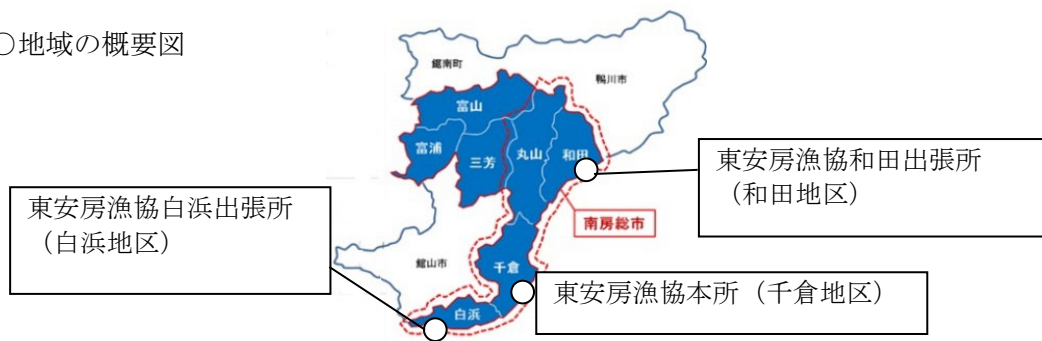 ○地域の概要図
鋸南町
鴨川市
富山
富浦
三芳
丸山
和田
東安房漁協和田出張所
（和田地区）
東安房漁協白浜出張所
（白浜地区）
南房総市
館山市
千倉
東安房漁協本所（千倉地区）
白浜